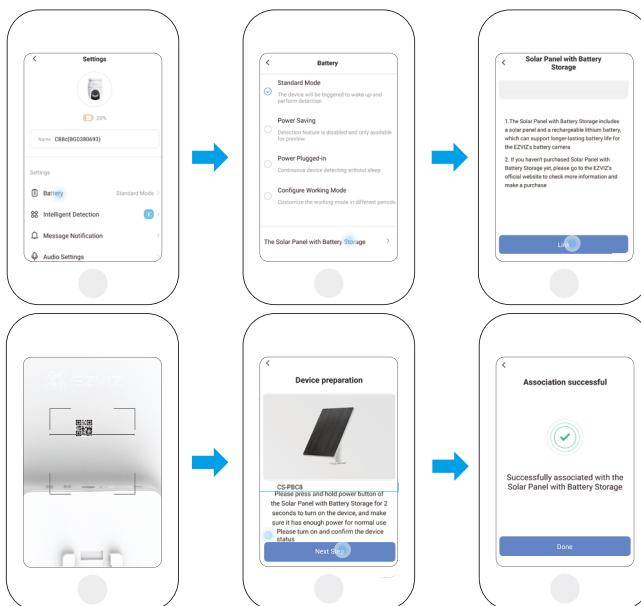 Settings
20%
Name C88c(BG0380693)
Settings
Battery Standard Mode
Intelligent Detection
Message Notification
Audio Settings
Battery
Standard Mode
The device will be triggered to wake up and
perform detection.
Power Saving
Detection feature is disabled and only available
for preview
Power Plugged-in
Continuous device detecting without sleep
Configure Working Mode
Customize the working mode in different periods.
The Solar Panel with Battery Storage
Solar Panel with Battery
Storage
1.The Solar Panel with Battery Storage includes
a solar panel and a rechargeable lithium battery,
which can support longer-lasting battery life for
the EZVIZ's battery camera
2. If you haven't purchased Solar Panel with
Battery Storage yet, please go to the EZVIZ's
official website to check more information and
make a purchase
Link
EZVIZ
Device preparation
CS-PBC8
Please press and hold power button of
the Solar Panel with Battery Storage for 2
seconds to turn on the device, and make
sure it has enough power for normal use
Please turn on and confirm the device
status
Next Step
Association successful
Successfully associated with the
Solar Panel with Battery Storage
Done